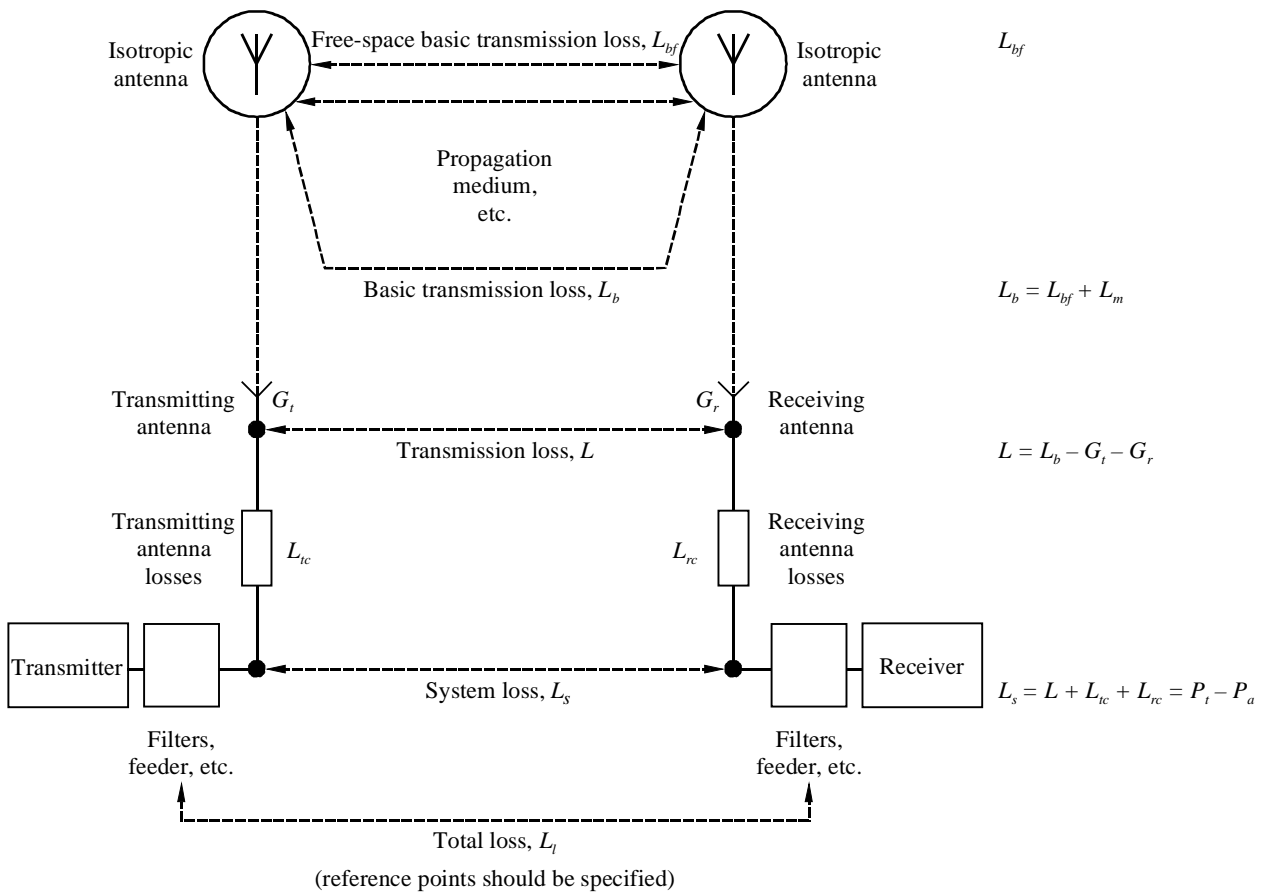 Free-space basic transmission loss, L_bf
Isotropic
antenna
Isotropic
antenna
L_bf
Propagation
medium,
etc.
Basic transmission loss, L_b
L_b = L_bf + L_m
Transmitting
antenna
G_t
G_r
Receiving
antenna
Transmission loss, L
L = L_b – G_t – G_r
Transmitting
antenna
losses
L_tc
L_rc
Receiving
antenna
losses
Transmitter
Receiver
System loss, L_s
L_s = L + L_tc + L_rc = P_t – P_a
Filters,
feeder, etc.
Filters,
feeder, etc.
Total loss, L_l
(reference points should be specified)